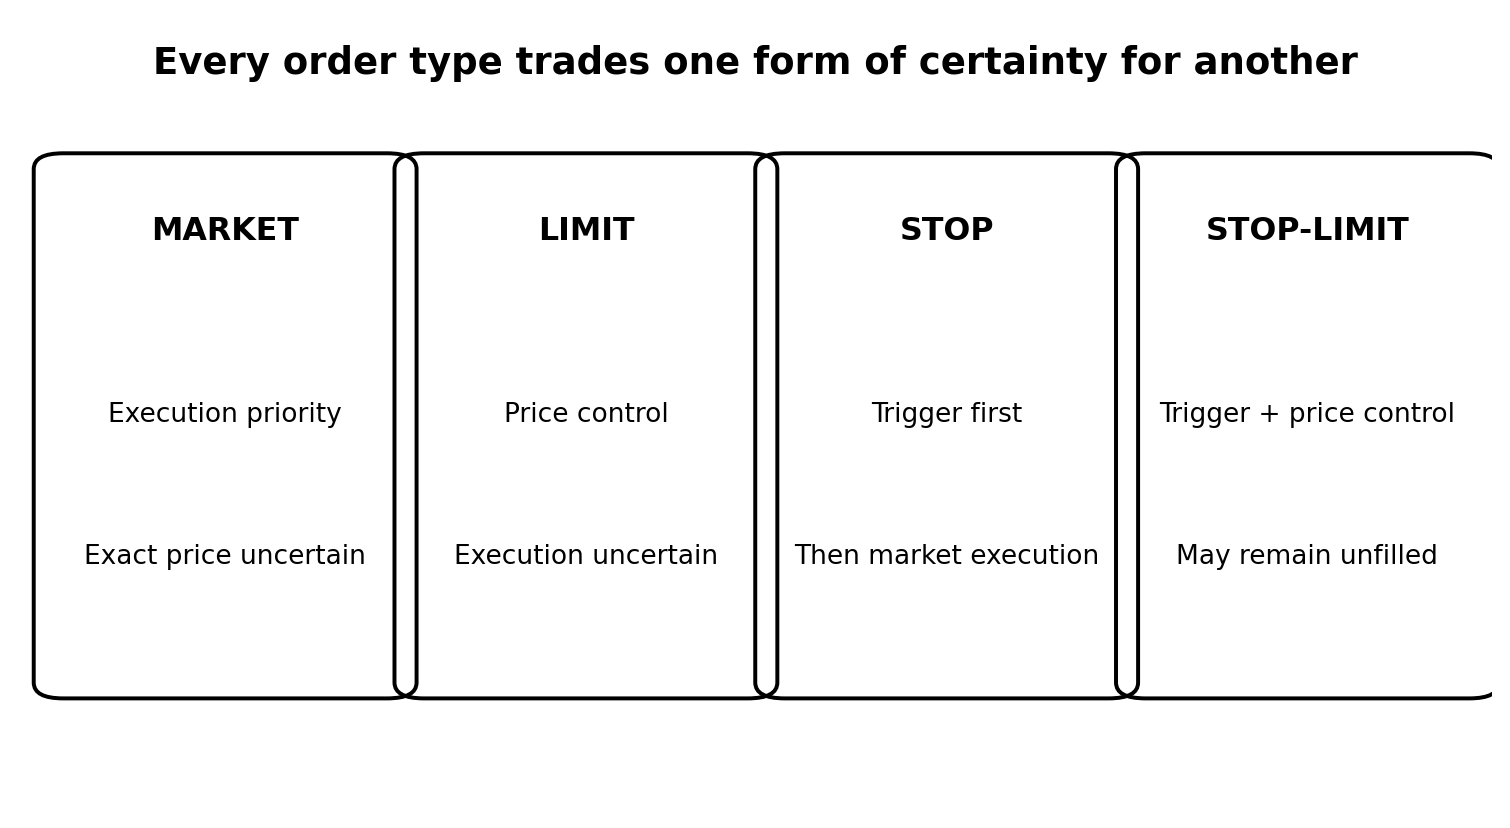 Every order type trades one form of certainty for another
MARKET
Execution priority
Exact price uncertain
LIMIT
Price control
Execution uncertain
STOP
Trigger first
Then market execution
STOP-LIMIT
Trigger + price control
May remain unfilled